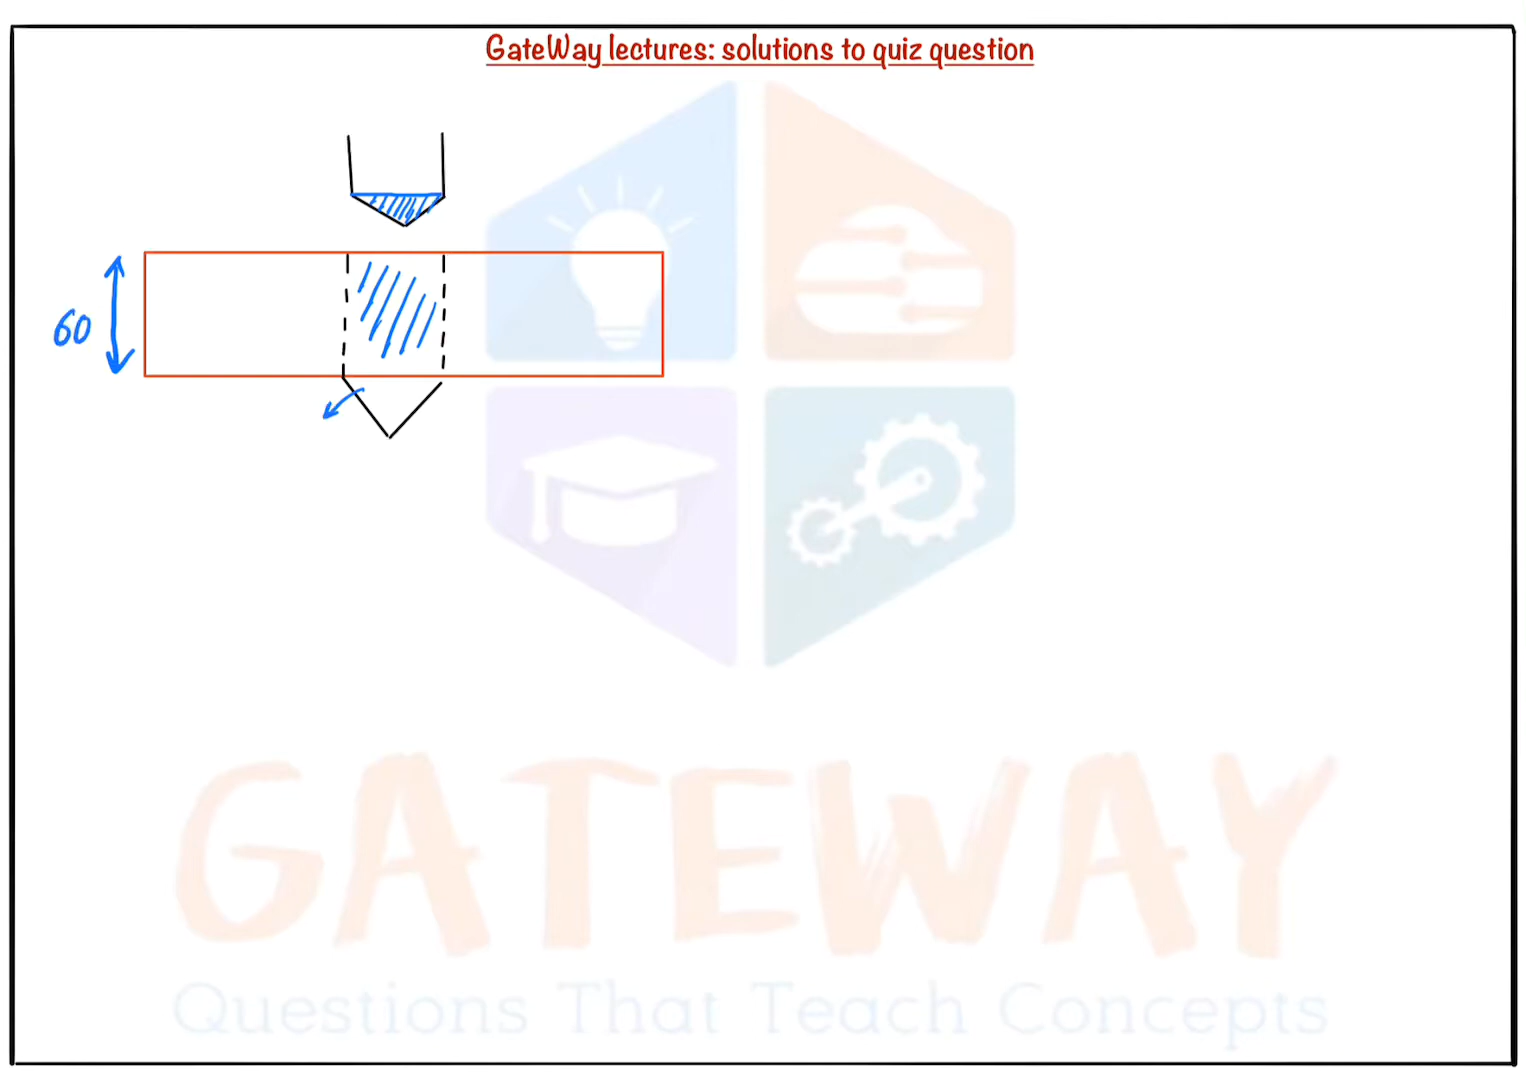 GateWay lectures: solutions to quiz question
60
GATEWAY
Questions That Teach Concepts